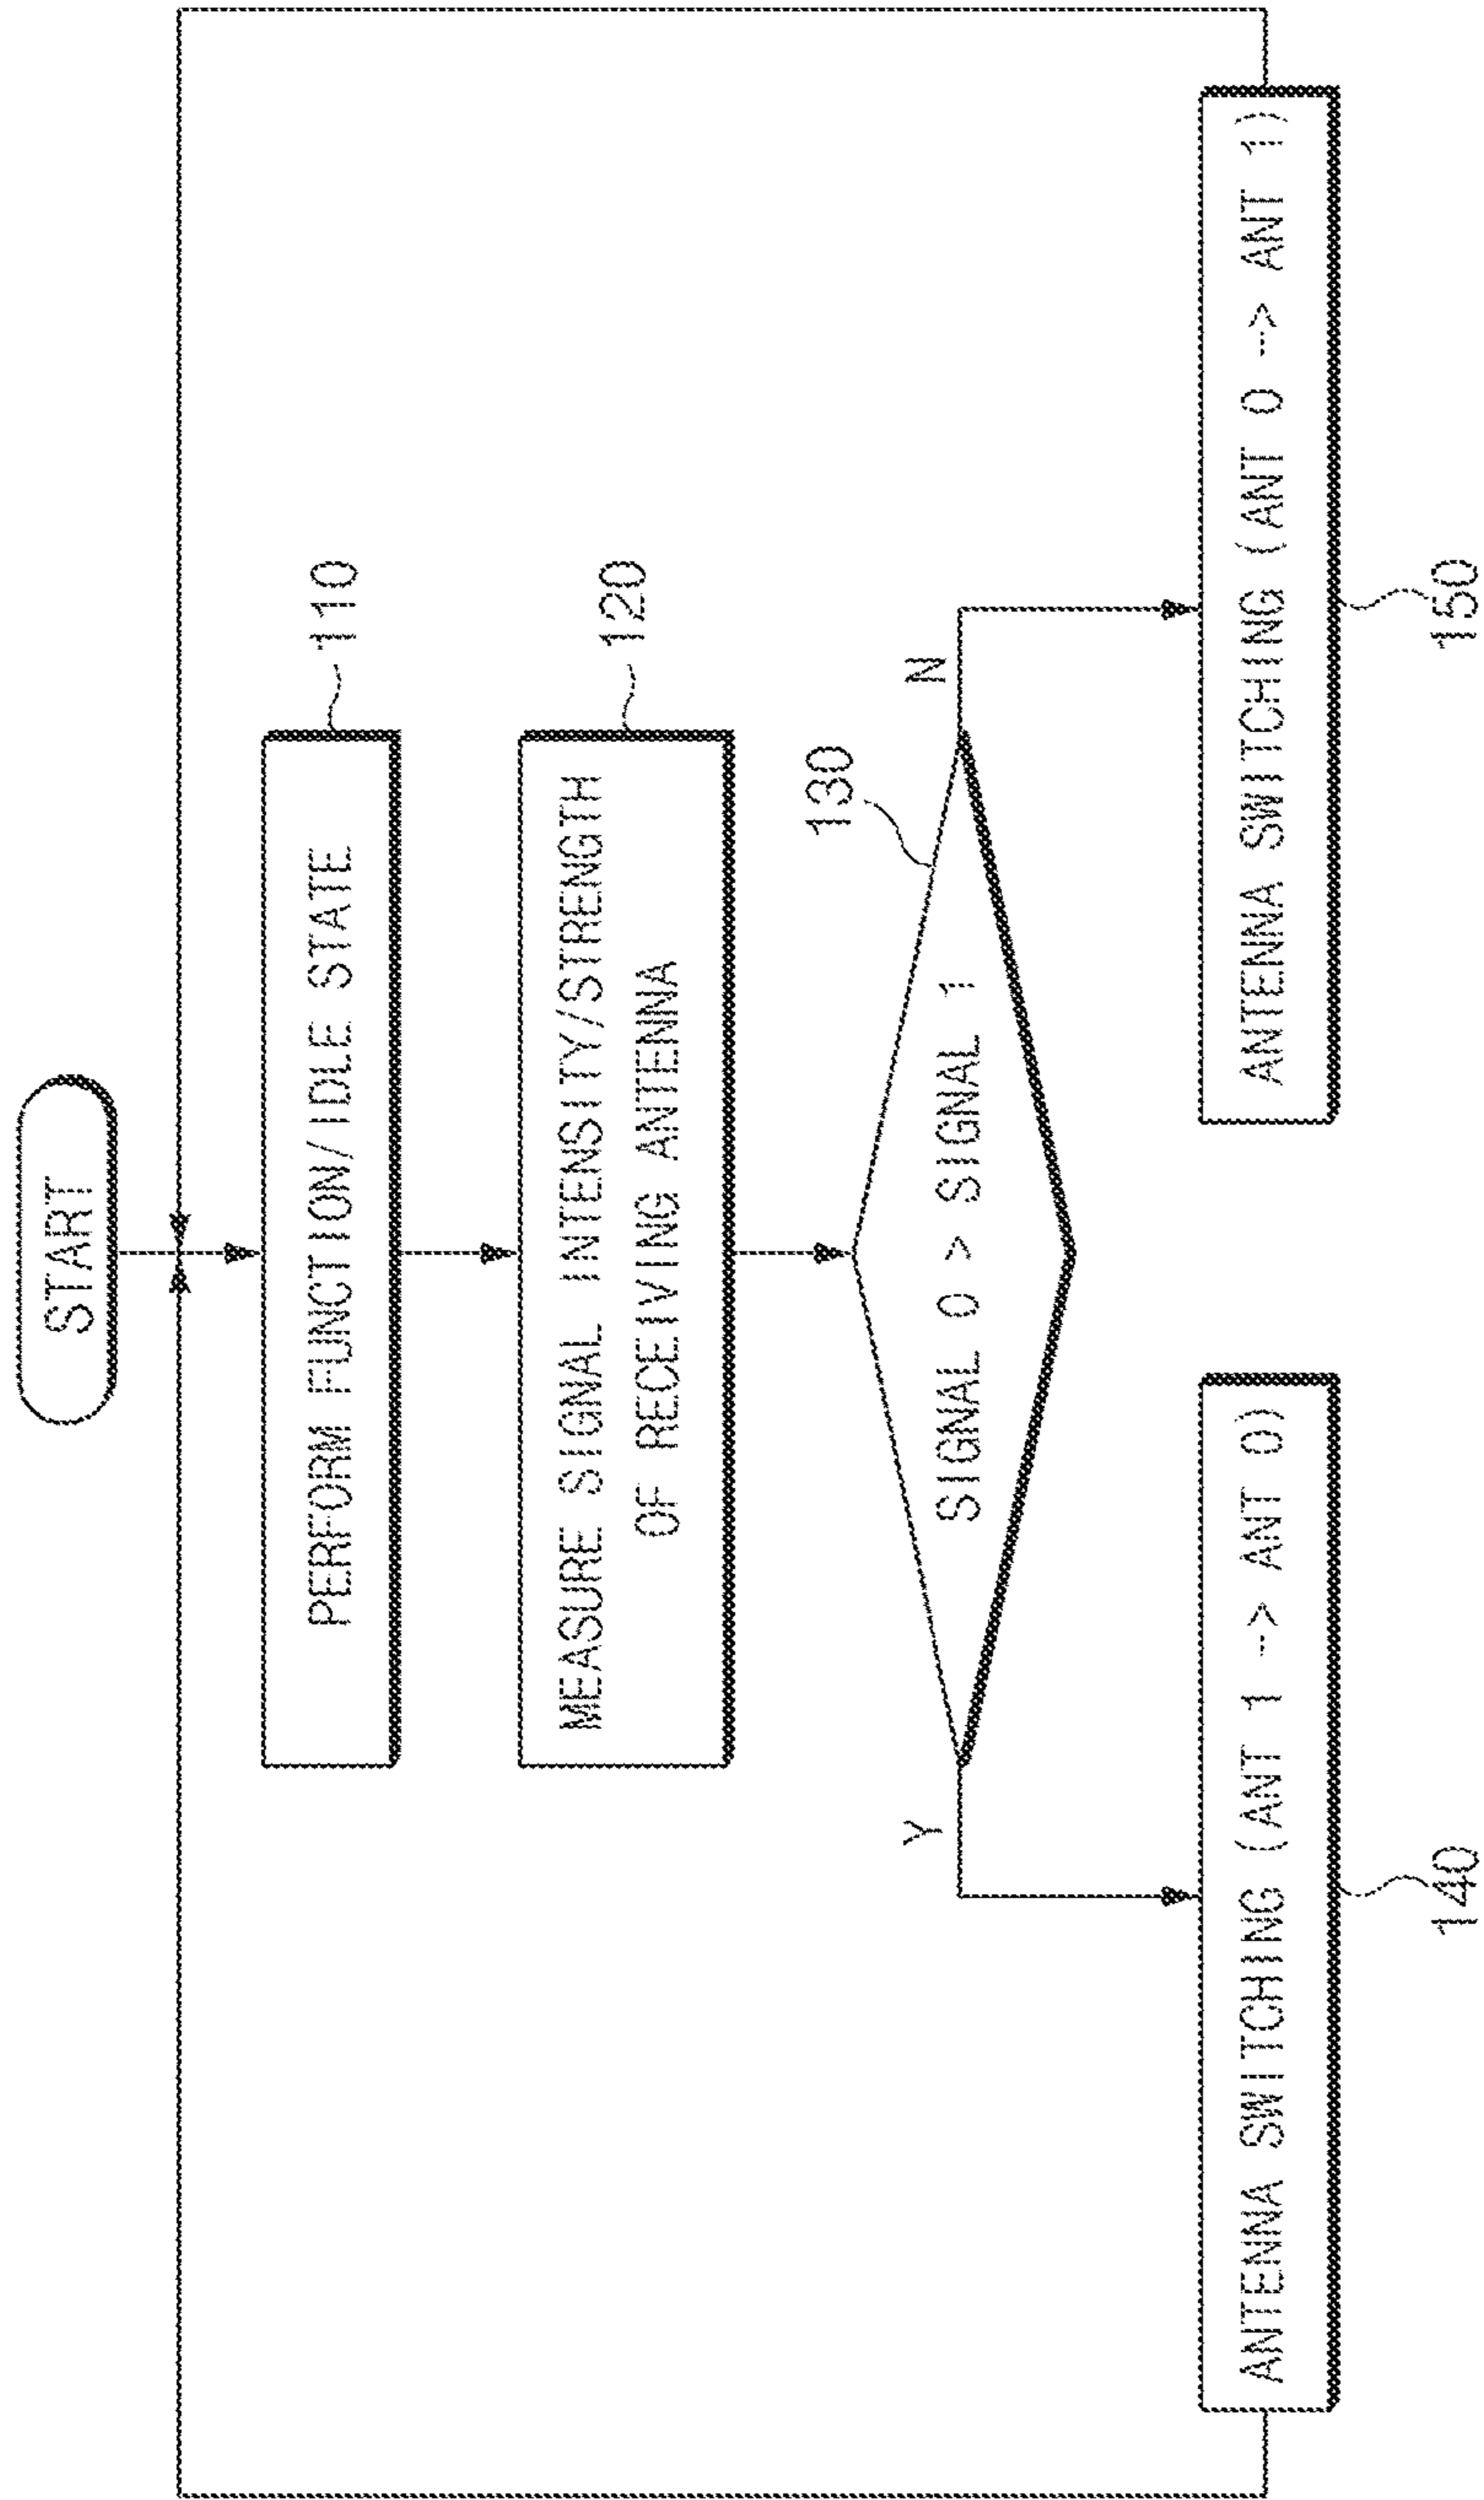 START
PERFORM FUNCTION/IDLE STATE
110
MEASURE SIGNAL INTENSITY/STRENGTH
OF RECEIVING ANTENNA
120
130
SIGNAL 0 > SIGNAL 1
Y
N
ANTENNA SWITCHING (ANT 1 -> ANT 0)
140
ANTENNA SWITCHING (ANT 0 -> ANT 1)
150